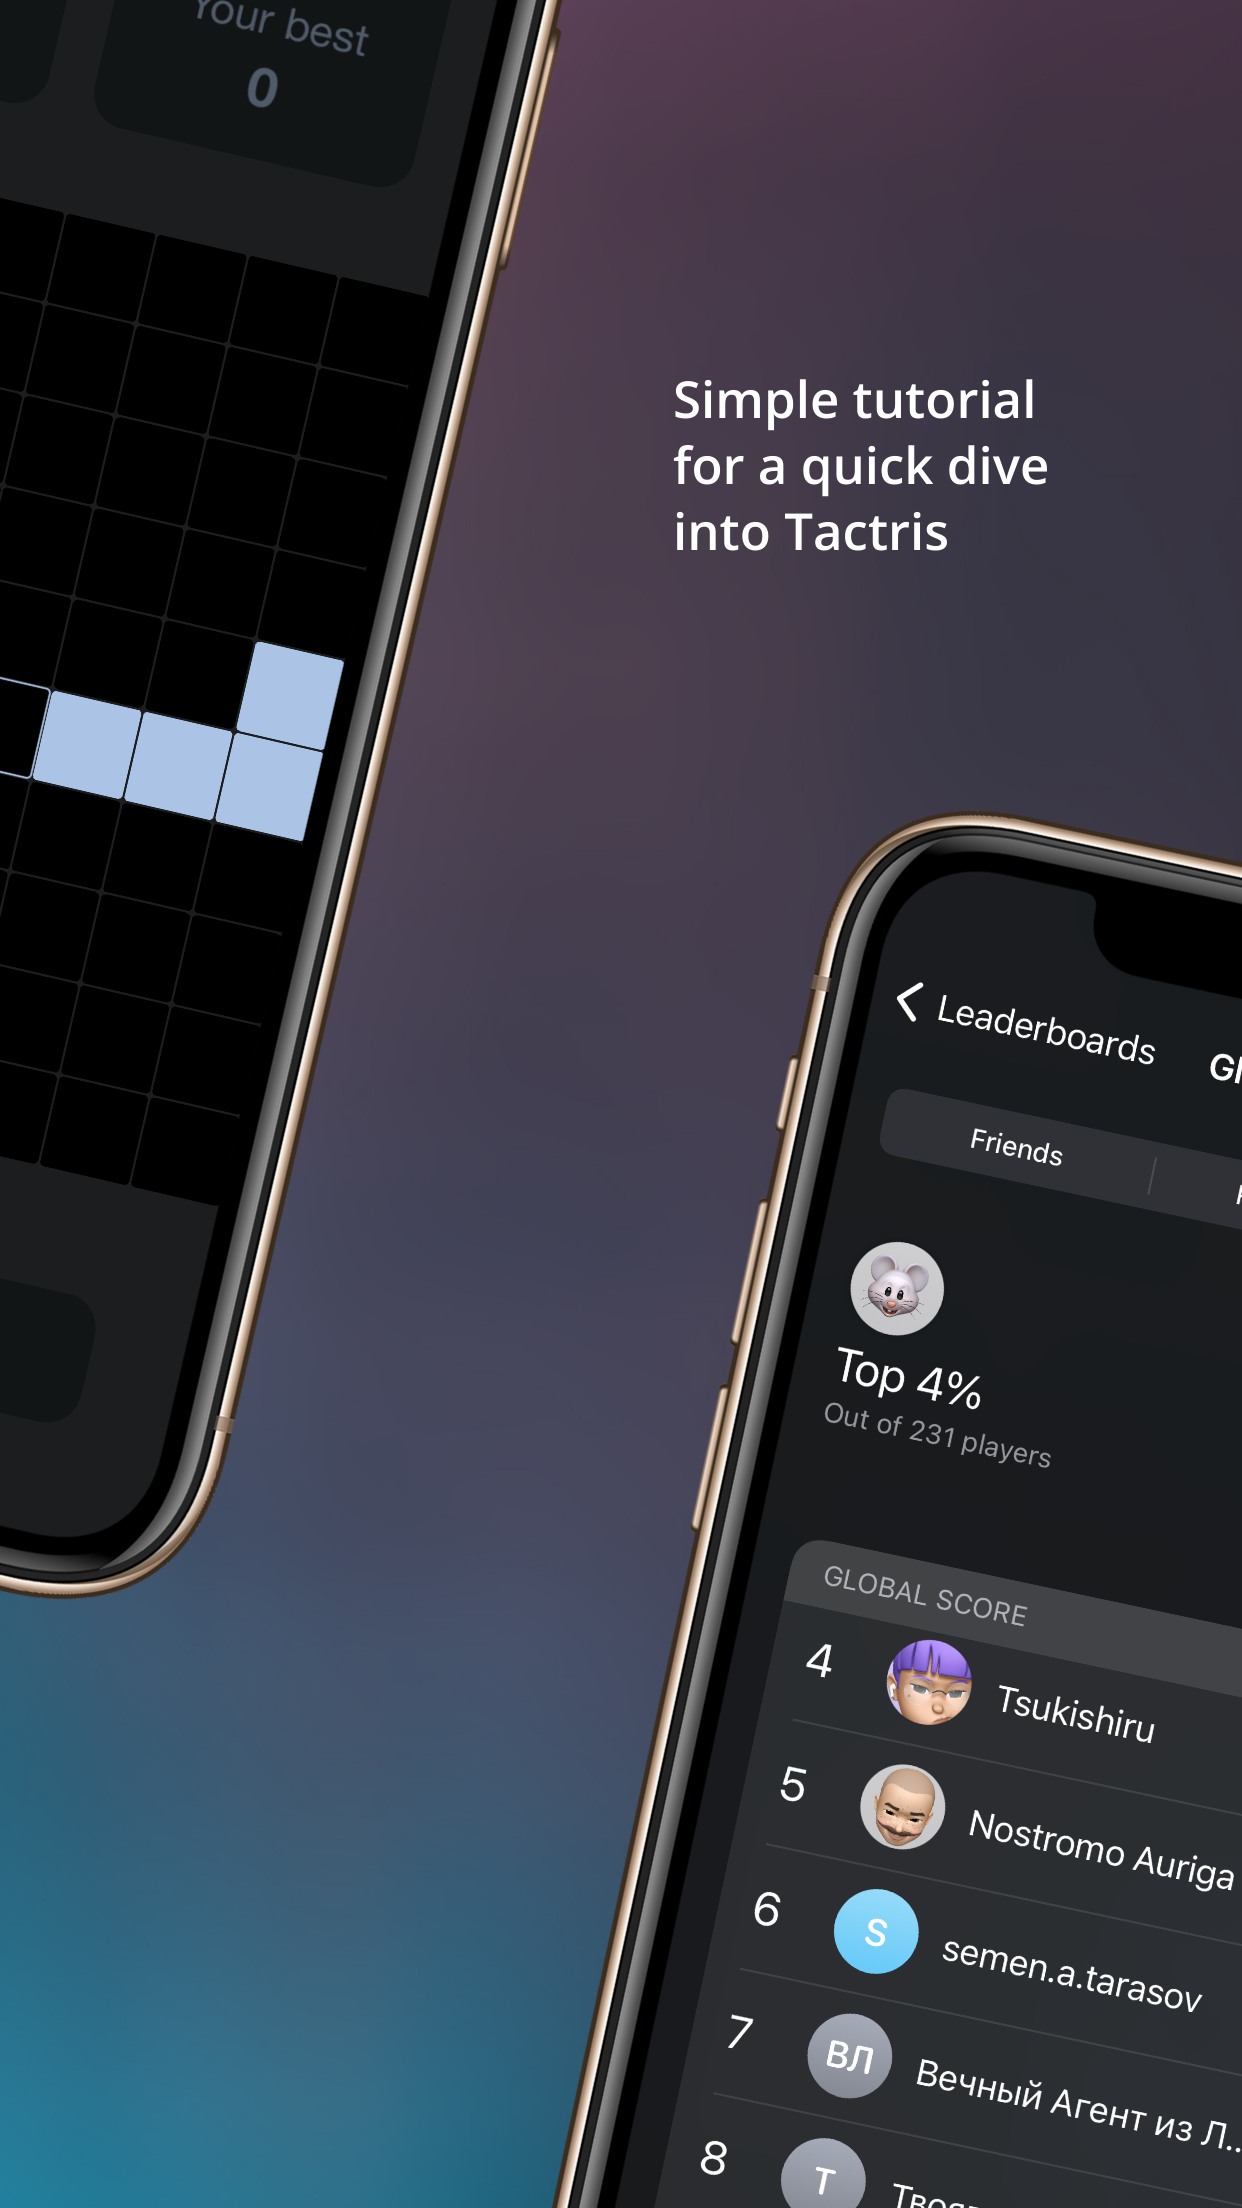 Your best
0
Simple tutorial
for a quick dive
into Tactris
Leaderboards
Friends
Top 4%
Out of 231 players
GLOBAL SCORE
4
Tsukishiru
5
Nostromo Auriga
6
S
semen.a.tarasov
7
ВЛ
Вечный Агент из Л...
8
T